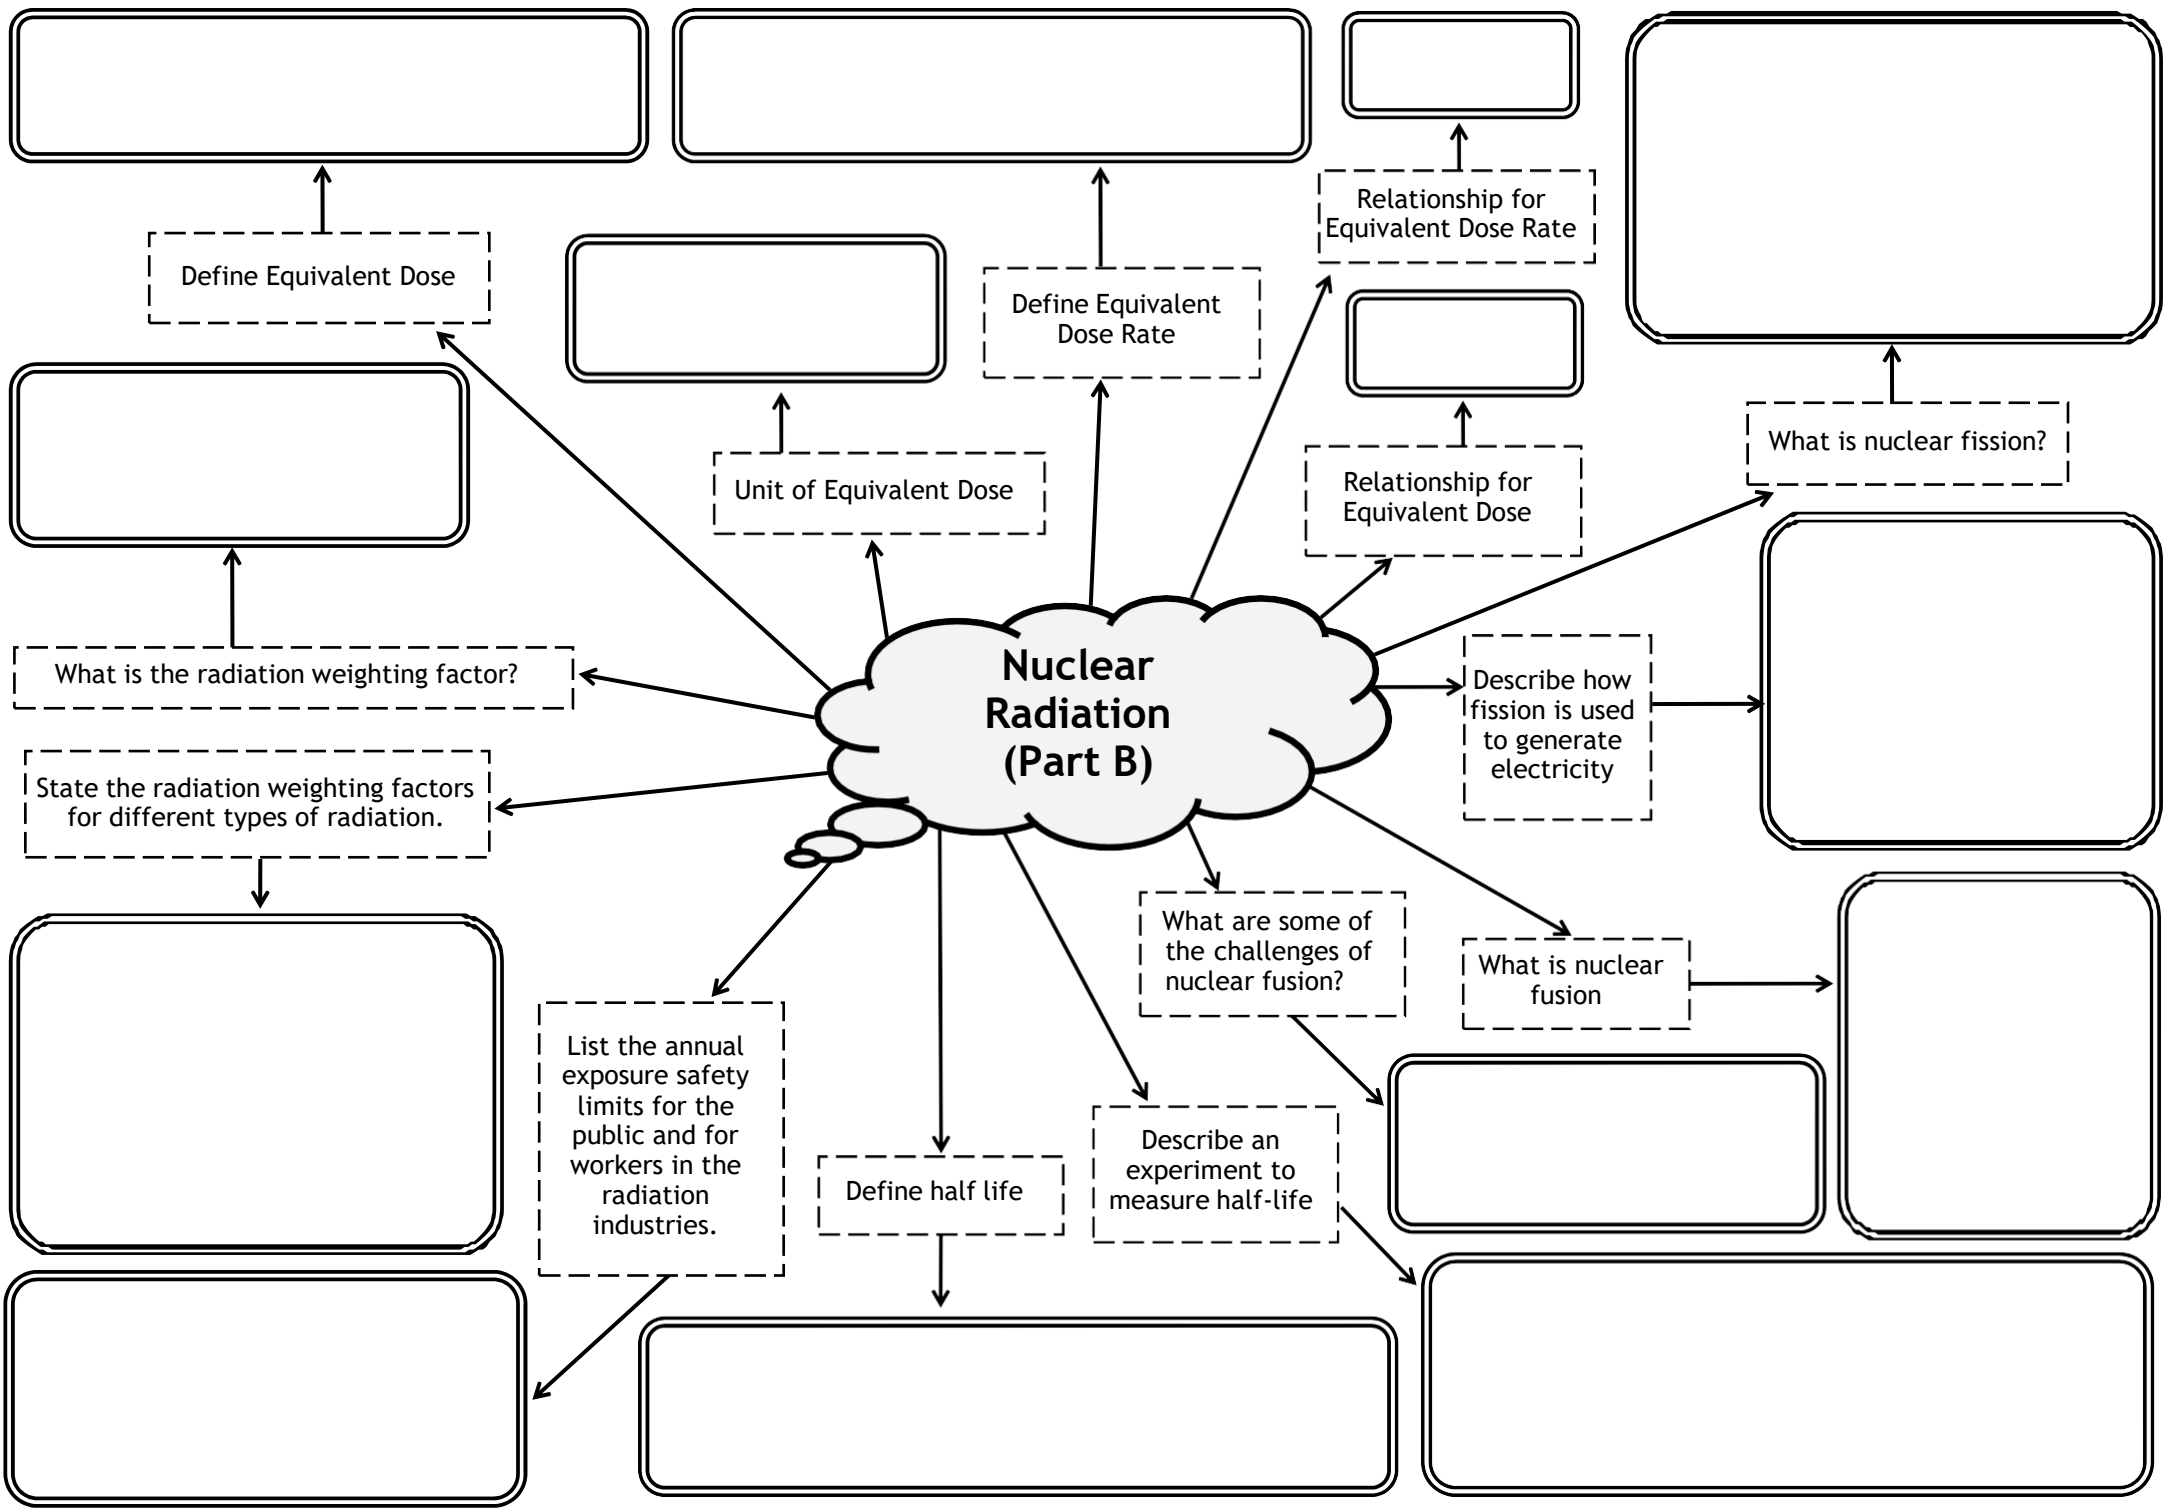 Relationship for
Equivalent Dose Rate
Define Equivalent Dose
Define Equivalent
Dose Rate
What is nuclear fission?
Unit of Equivalent Dose
Relationship for
Equivalent Dose
What is the radiation weighting factor?
Nuclear
Radiation
(Part B)
Describe how
fission is used
to generate
electricity
State the radiation weighting factors
for different types of radiation.
What are some of
the challenges of
nuclear fusion?
What is nuclear
fusion
List the annual
exposure safety
limits for the
public and for
workers in the
radiation
industries.
Define half life
Describe an
experiment to
measure half-life